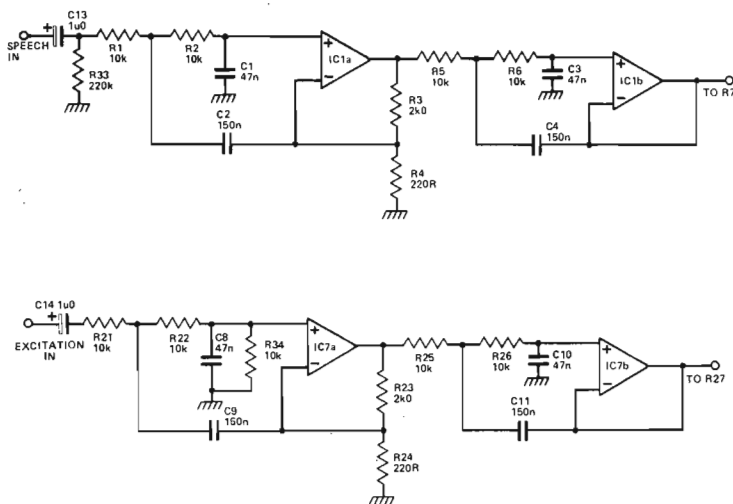 C13
1u0
+
SPEECH
IN
R33
220k
R1
10k
R2
10k
C1
47n
+
IC1a
−
C2
150n
R3
2k0
R4
220R
R5
10k
R6
10k
C3
47n
+
IC1b
−
C4
150n
TO R7
C14 1u0
+
EXCITATION
IN
R21
10k
R22
10k
C8
47n
R34
10k
+
IC7a
−
C9
150n
R23
2k0
R24
220R
R25
10k
R26
10k
C10
47n
+
IC7b
−
C11
150n
TO R27